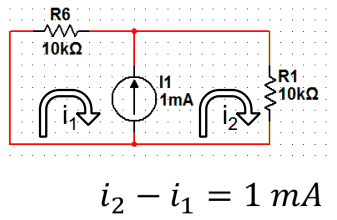 R6
10kΩ
I1
1mA
R1
10kΩ
i₁
i₂
i₂ − i₁ = 1 mA